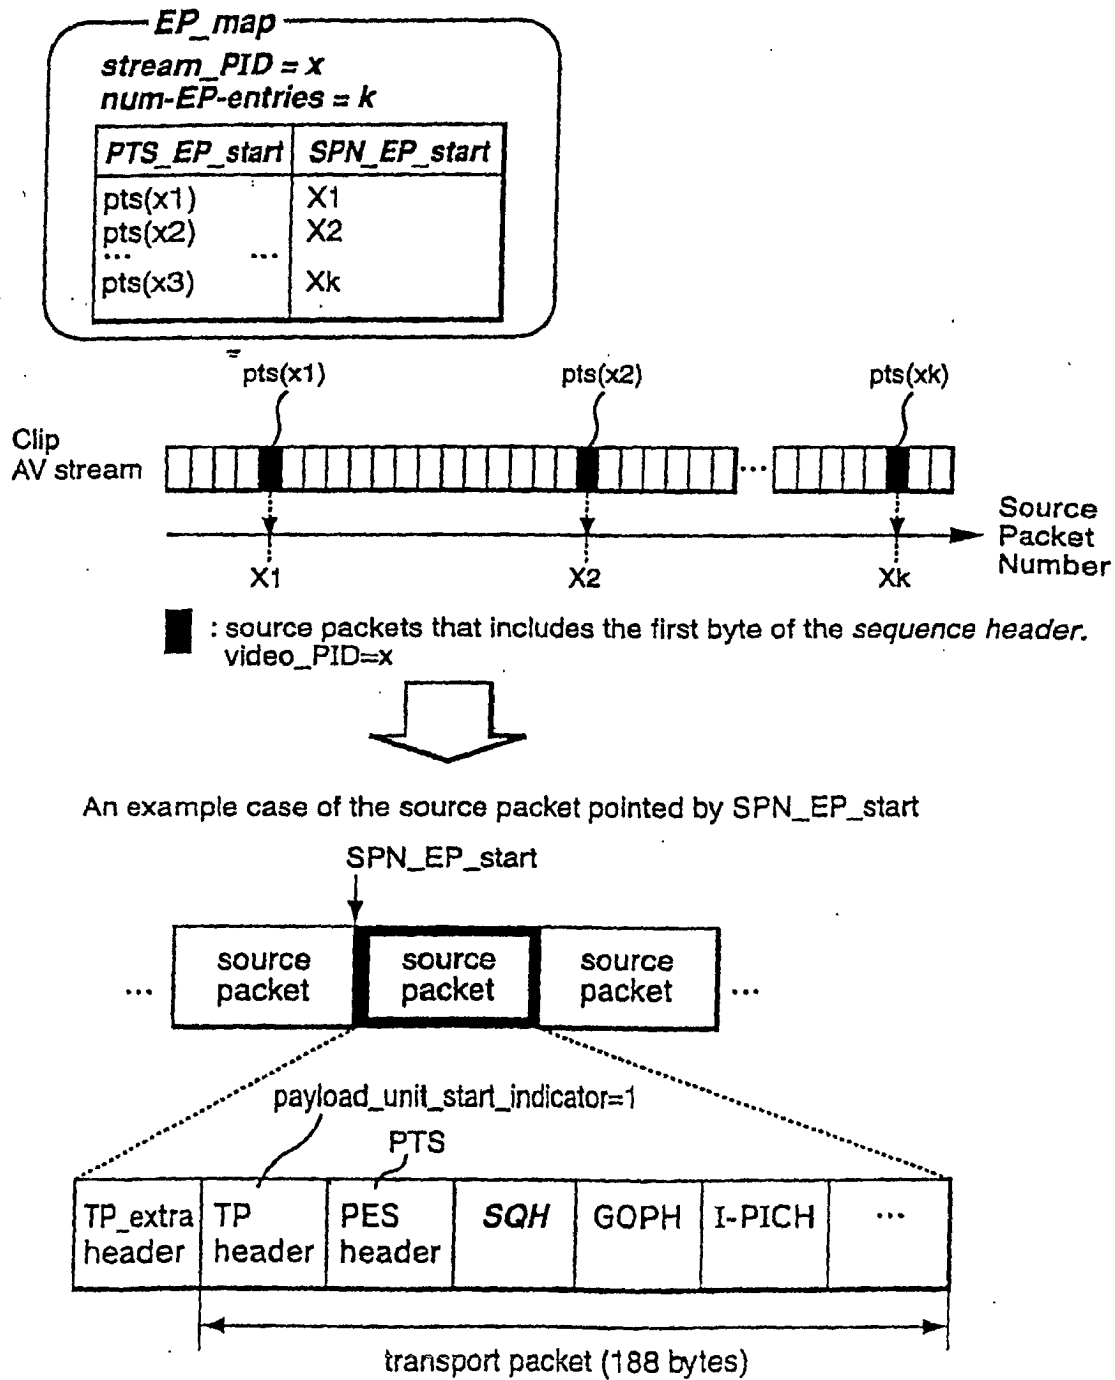 EP_map
stream_PID = x
num-EP-entries = k
PTS_EP_start SPN_EP_start
pts(x1) X1
pts(x2) X2
... ...
pts(x3) Xk
pts(x1) pts(x2) pts(xk)
Clip
AV stream
...
Source
Packet
Number
X1 X2 Xk
: source packets that includes the first byte of the sequence header.
video_PID=x
An example case of the source packet pointed by SPN_EP_start
SPN_EP_start
... source packet source packet source packet ...
payload_unit_start_indicator=1
PTS
TP_extra header TP header PES header SQH GOPH I-PICH ...
transport packet (188 bytes)